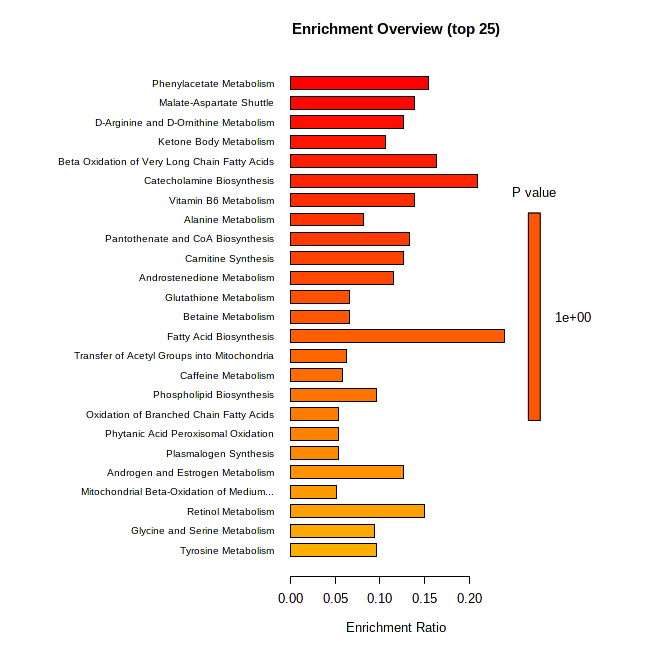 Enrichment Overview (top 25)
Phenylacetate Metabolism
Malate-Aspartate Shuttle
D-Arginine and D-Ornithine Metabolism
Ketone Body Metabolism
Beta Oxidation of Very Long Chain Fatty Acids
Catecholamine Biosynthesis
Vitamin B6 Metabolism
Alanine Metabolism
Pantothenate and CoA Biosynthesis
Carnitine Synthesis
Androstenedione Metabolism
Glutathione Metabolism
Betaine Metabolism
Fatty Acid Biosynthesis
Transfer of Acetyl Groups into Mitochondria
Caffeine Metabolism
Phospholipid Biosynthesis
Oxidation of Branched Chain Fatty Acids
Phytanic Acid Peroxisomal Oxidation
Plasmalogen Synthesis
Androgen and Estrogen Metabolism
Mitochondrial Beta-Oxidation of Medium...
Retinol Metabolism
Glycine and Serine Metabolism
Tyrosine Metabolism
P value
1e+00
0.00 0.05 0.10 0.15 0.20
Enrichment Ratio